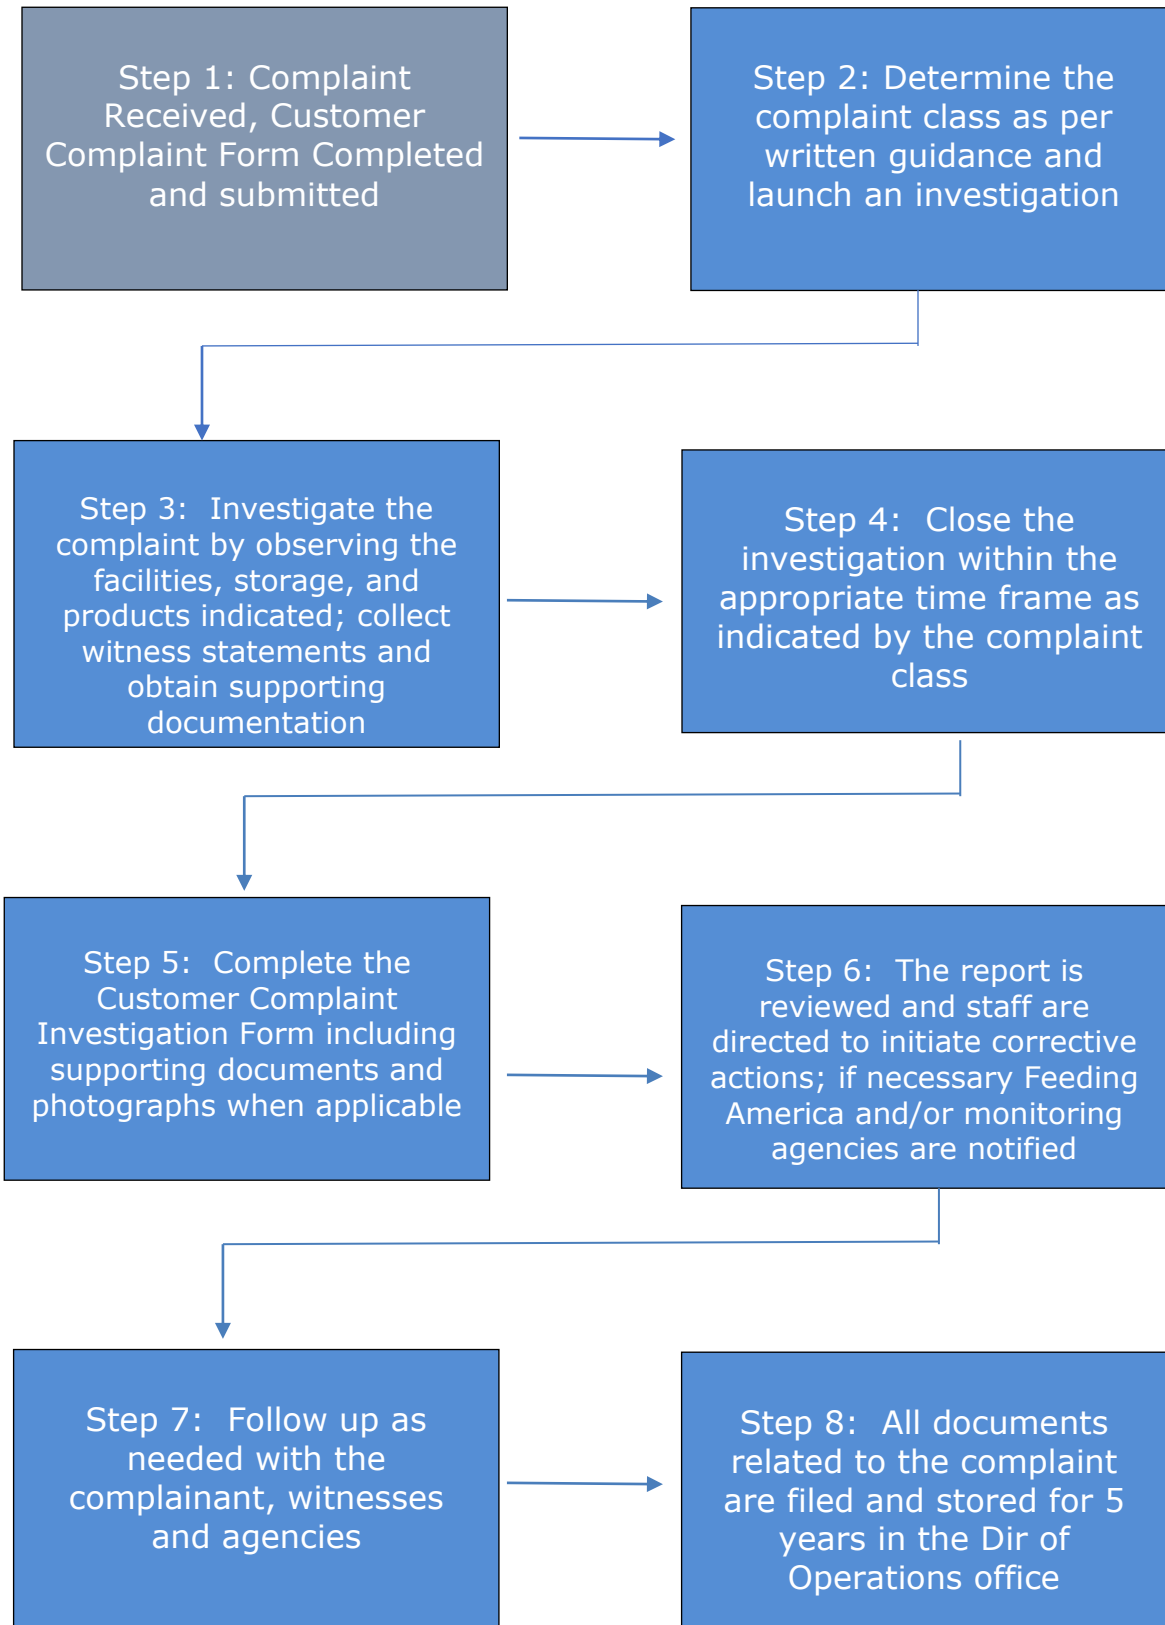 Step 1: Complaint
Received, Customer
Complaint Form Completed
and submitted
Step 2: Determine the
complaint class as per
written guidance and
launch an investigation
Step 3:  Investigate the
complaint by observing the
facilities, storage, and
products indicated; collect
witness statements and
obtain supporting
documentation
Step 4:  Close the
investigation within the
appropriate time frame as
indicated by the complaint
class
Step 5:  Complete the
Customer Complaint
Investigation Form including
supporting documents and
photographs when applicable
Step 6:  The report is
reviewed and staff are
directed to initiate corrective
actions; if necessary Feeding
America and/or monitoring
agencies are notified
Step 7:  Follow up as
needed with the
complainant, witnesses
and agencies
Step 8:  All documents
related to the complaint
are filed and stored for 5
years in the Dir of
Operations office